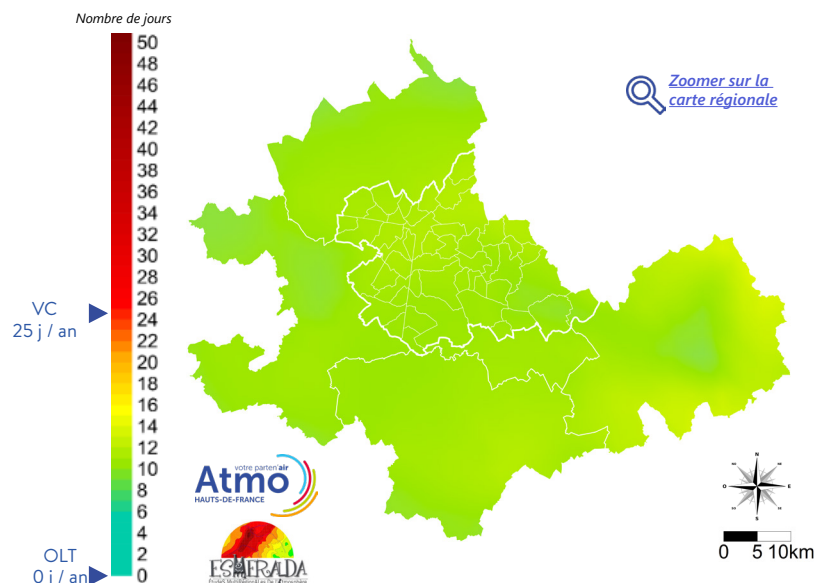 Nombre de jours
50
48
46
44
42
40
38
36
34
32
30
28
26
24
22
20
18
16
14
12
10
8
6
4
2
0
VC
25 j / an
OLT
0 j / an
Zoomer sur la
carte régionale
votre parten'air
Atmo
HAUTS-DE-FRANCE
ESMERALDA
N
O
E
S
0 5 10km